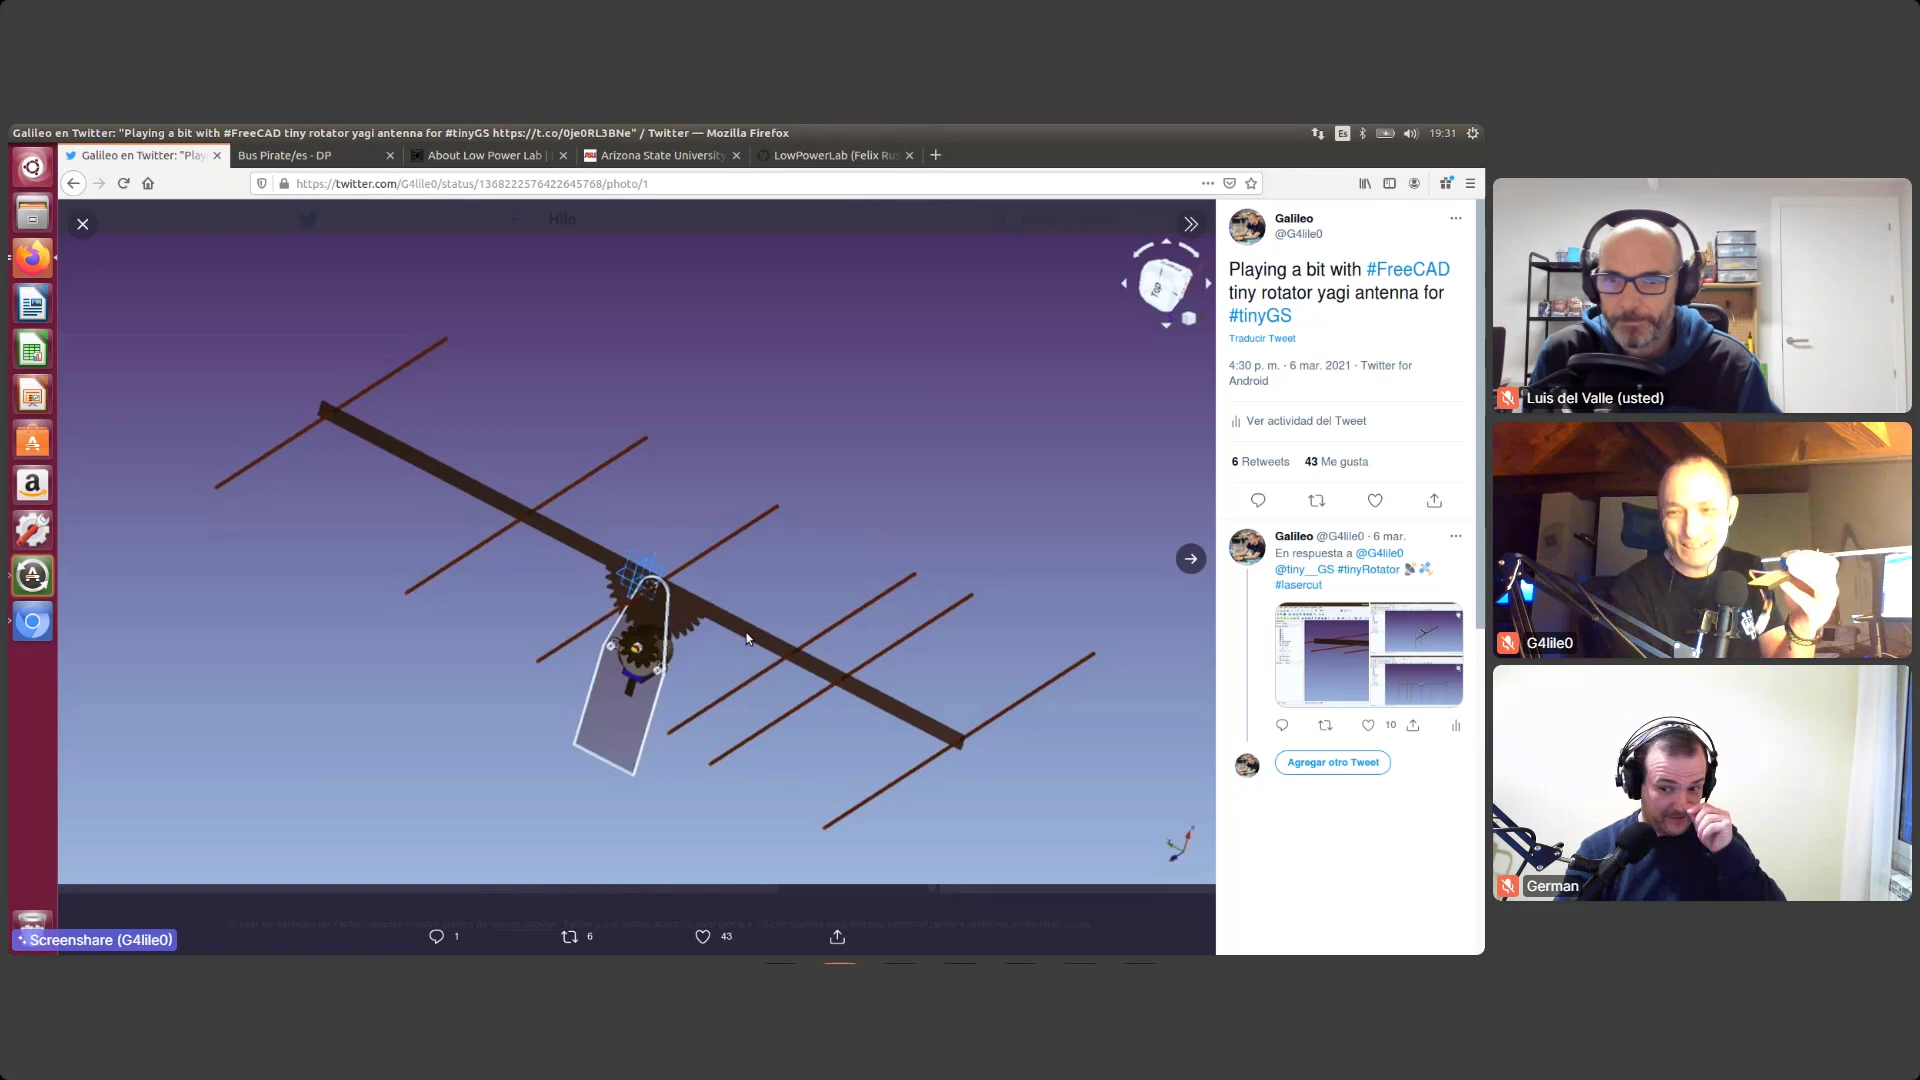 Galileo en Twitter: "Playing a bit with #FreeCAD tiny rotator yagi antenna for #tinyGS https://t.co/0je0RL3BNe" / Twitter — Mozilla Firefox
Es
19:31
Galileo en Twitter: "Play
Bus Pirate/es - DP
About Low Power Lab |
ASU
Arizona State University
LowPowerLab (Felix Rus
https://twitter.com/G4lile0/status/1368222576422645768/photo/1
Hilo
TOP
Galileo
@G4lile0
Playing a bit with #FreeCAD
tiny rotator yagi antenna for
#tinyGS
Traducir Tweet
4:30 p. m. · 6 mar. 2021 · Twitter for
Android
Ver actividad del Tweet
6 Retweets 43 Me gusta
Galileo @G4lile0 · 6 mar.
En respuesta a @G4lile0
@tiny__GS #tinyRotator
#lasercut
10
Agregar otro Tweet
1
6
43
Screenshare (G4lile0)
Luis del Valle (usted)
G4lile0
German